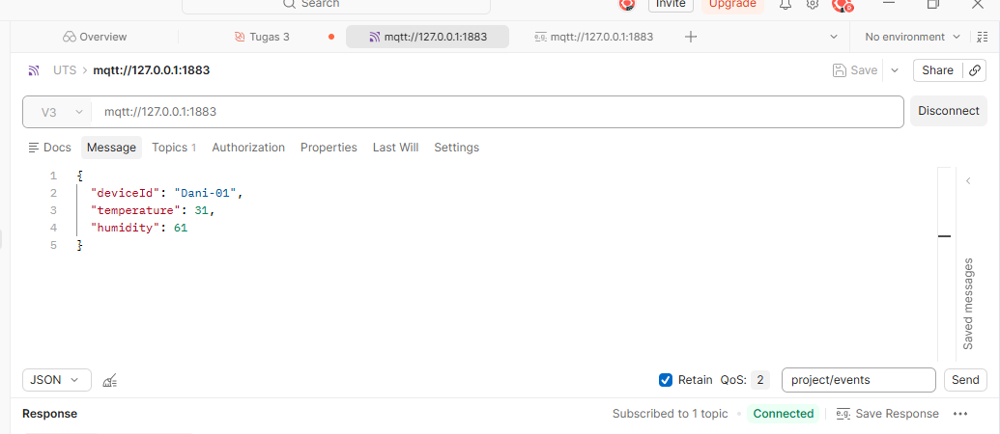 Search
Invite
Upgrade
6
Overview
Tugas 3
mqtt://127.0.0.1:1883
e.g. mqtt://127.0.0.1:1883
No environment
UTS > mqtt://127.0.0.1:1883
Save
Share
V3
mqtt://127.0.0.1:1883
Disconnect
Docs
Message
Topics 1
Authorization
Properties
Last Will
Settings
1 {
2 "deviceId": "Dani-01",
3 "temperature": 31,
4 "humidity": 61
5 }
Saved messages
JSON
Retain
QoS: 2
project/events
Send
Response
Subscribed to 1 topic
Connected
e.g. Save Response